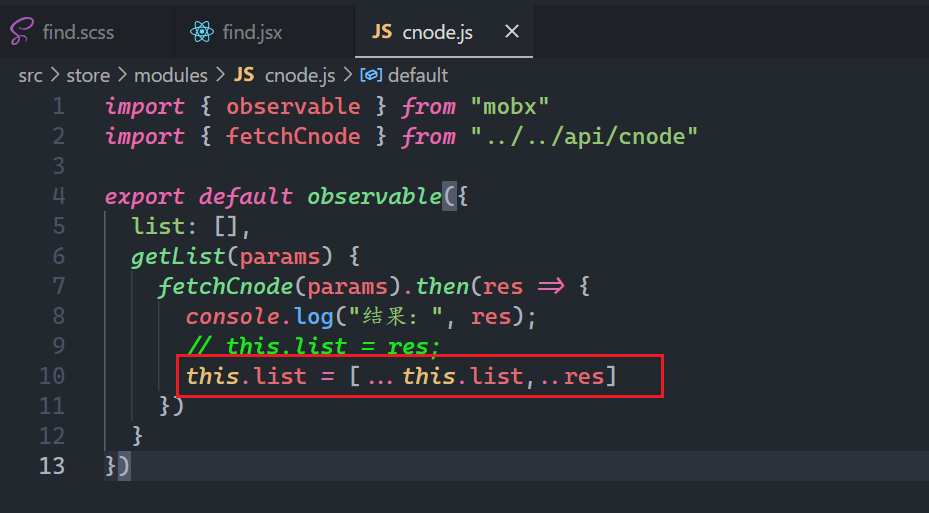 find.scss find.jsx JS cnode.js ×
src > store > modules > JS cnode.js > default
1 import { observable } from "mobx"
2 import { fetchCnode } from "../../api/cnode"
3
4 export default observable({
5 list: [],
6 getList(params) {
7 fetchCnode(params).then(res => {
8 console.log("结果: ", res);
9 // this.list = res;
10 this.list = [...this.list,..res]
11 })
12 }
13 })